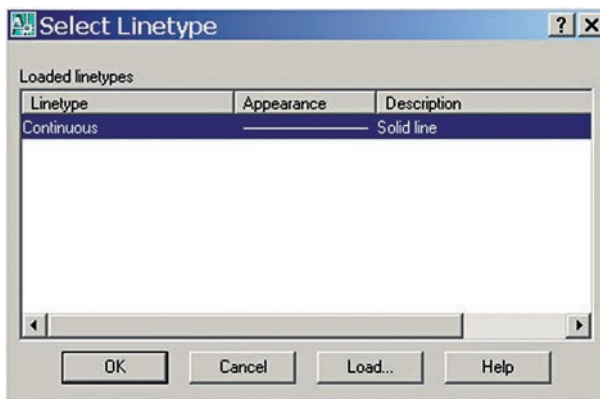 Select Linetype
Loaded linetypes
Linetype Appearance Description
Continuous Solid line
OK Cancel Load... Help